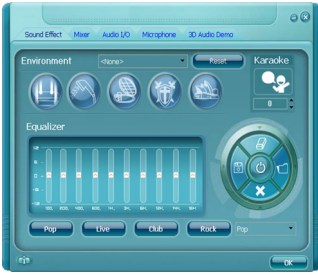 Sound Effect Mixer Audio I/O Microphone 3D Audio Demo
Environment <None> Reset Karaoke
0
Equalizer
Pop Live Club Rock Pop
OK